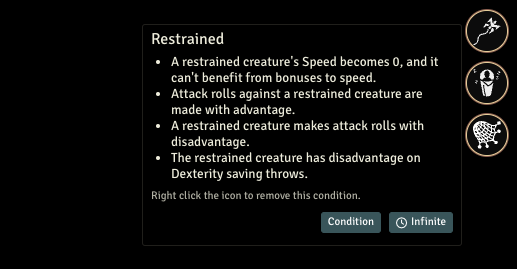 Restrained
• A restrained creature's Speed becomes 0, and it
can't benefit from bonuses to speed.
• Attack rolls against a restrained creature are
made with advantage.
• A restrained creature makes attack rolls with
disadvantage.
• The restrained creature has disadvantage on
Dexterity saving throws.
Right click the icon to remove this condition.
Condition
Infinite